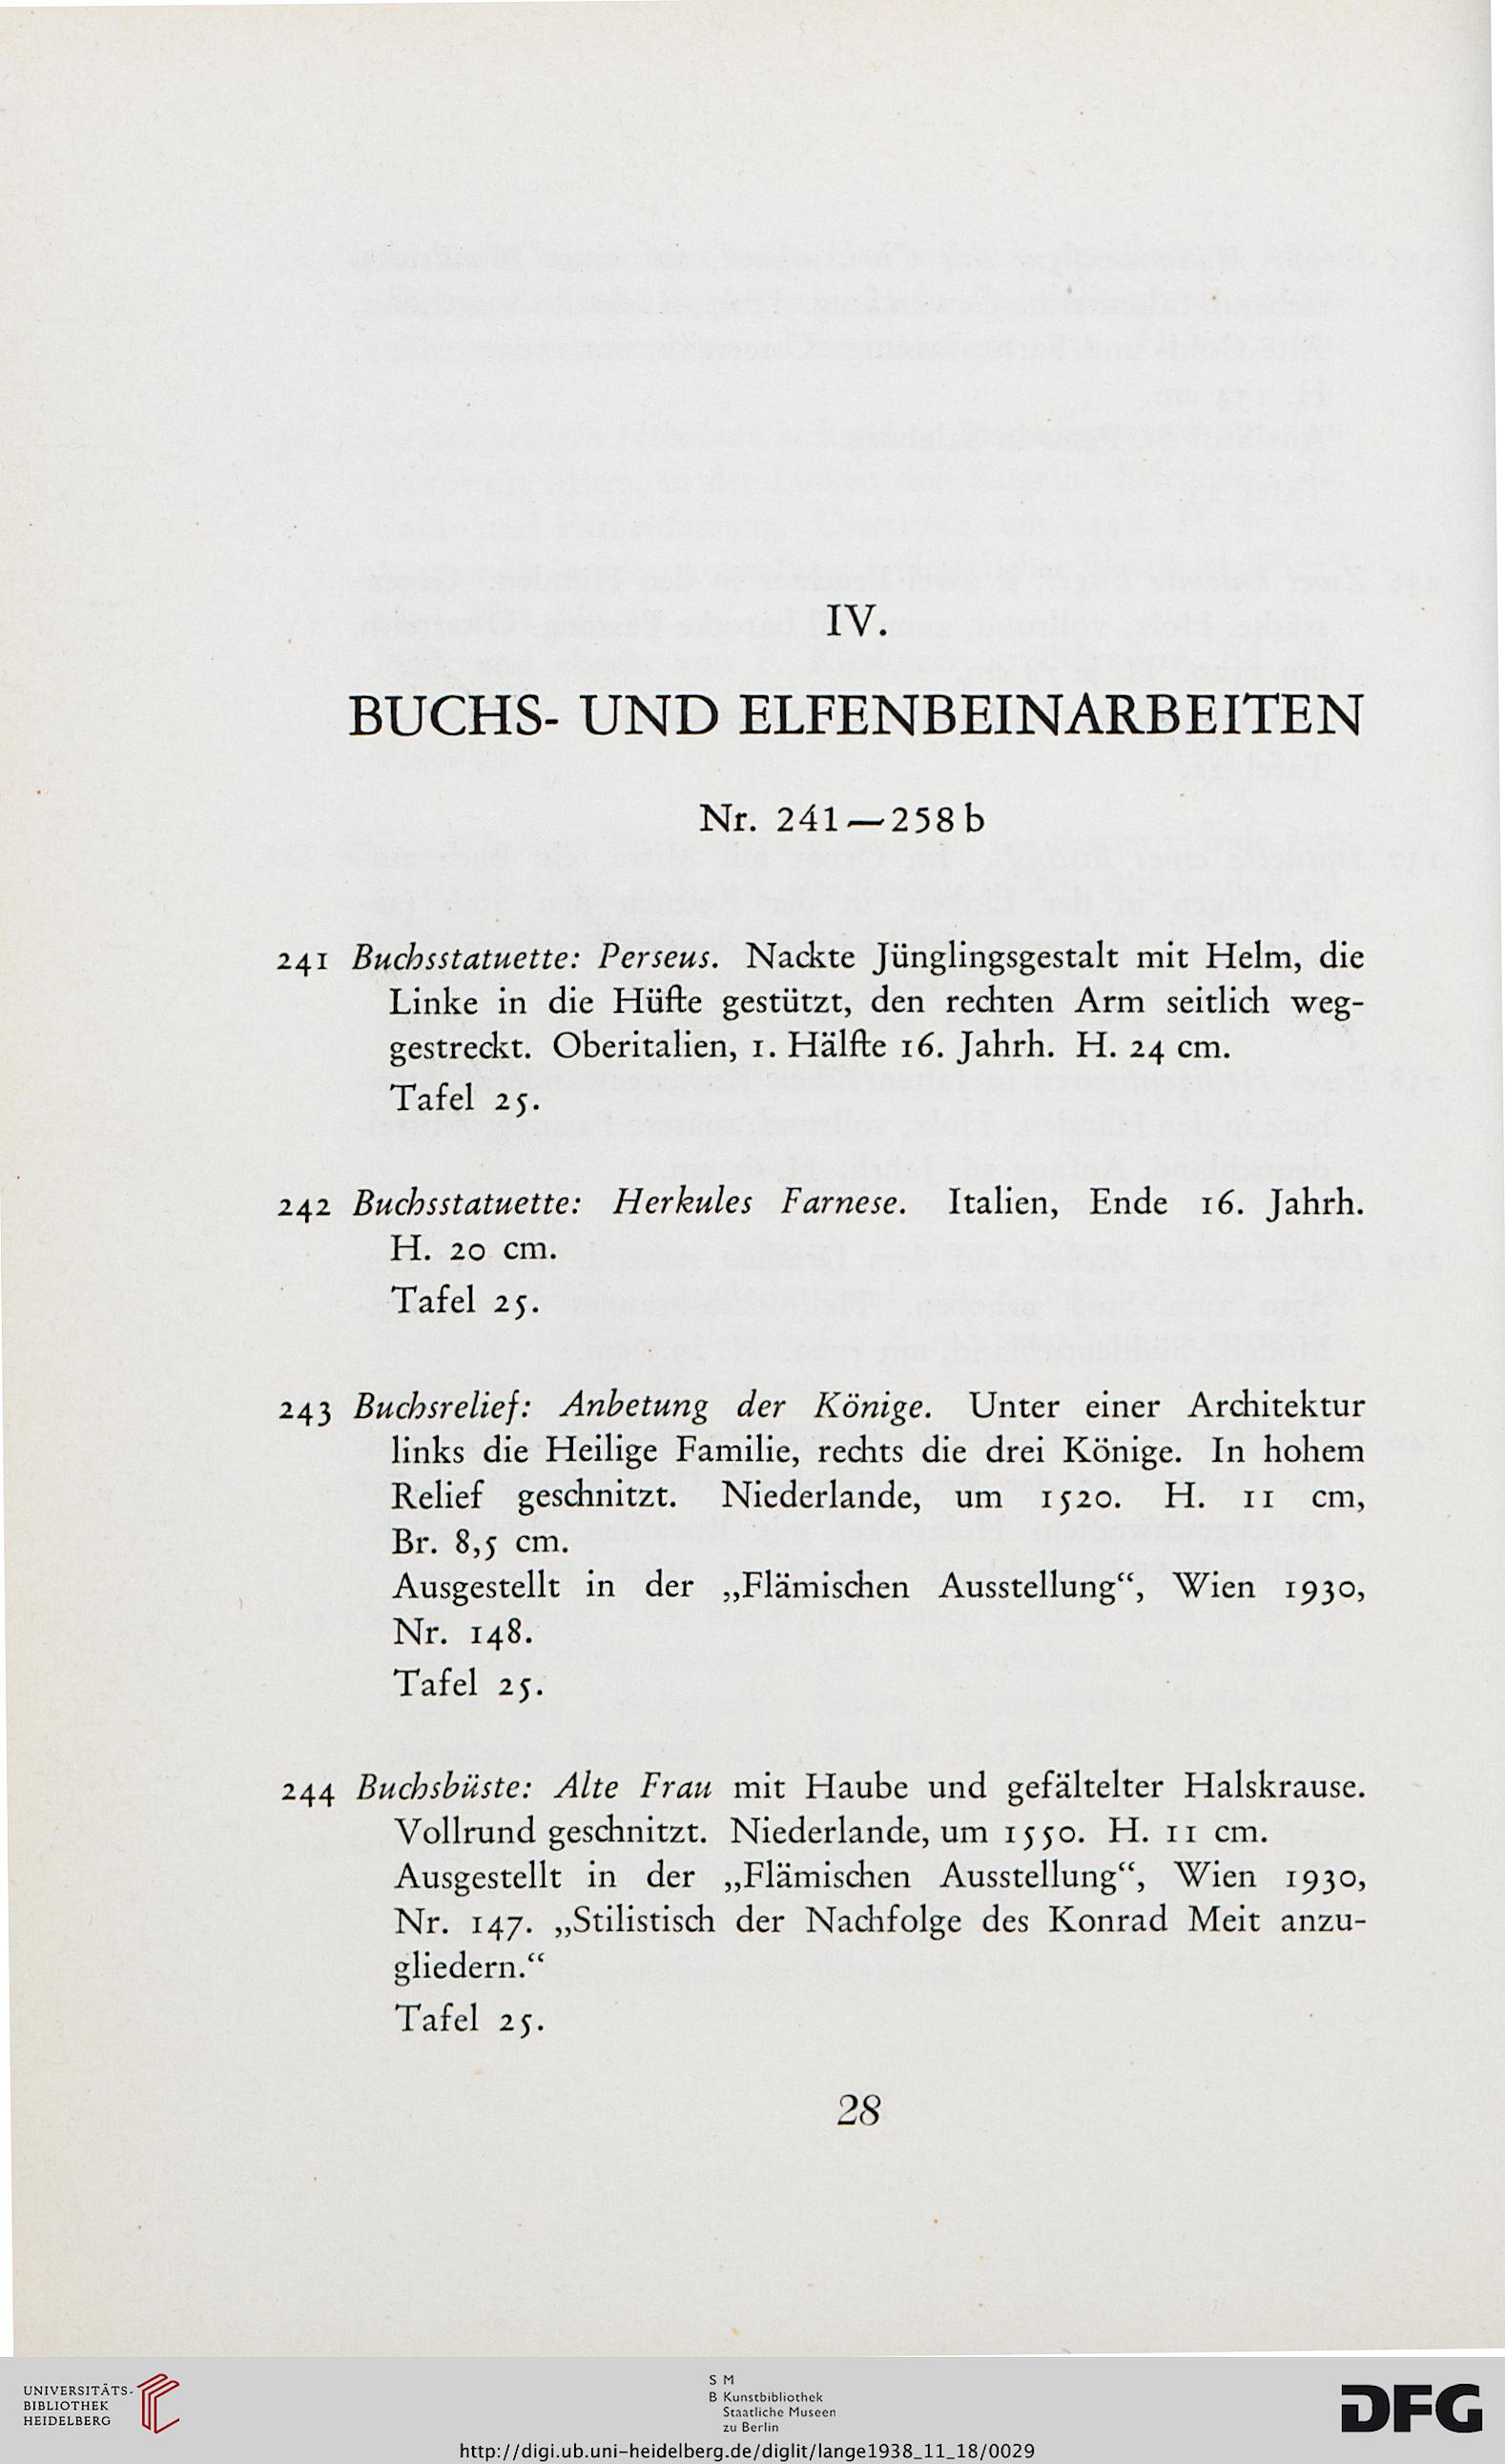 IV.
BUCHS- UND ELFENBEINARBEITEN
Nr. 241—258 b
241 Buchsstatuette: Perseus. Nackte Jünglingsgestalt mit Helm, die
Linke in die Hüfte gestützt, den rechten Arm seitlich weg-
gestreckt. Oberitalien, 1. Hälfte 16. Jahrh. H. 24 cm.
Tafel 25.
242 Buchsstatuette: Herkules Farnese. Italien, Ende 16. Jahrh.
H. 20 cm.
Tafel 25.
243 Buchsrelief: Anbetung der Könige. Unter einer Architektur
links die Heilige Familie, rechts die drei Könige. In hohem
Relief geschnitzt. Niederlande, um 1520. H. 11 cm,
Br. 8,5 cm.
Ausgestellt in der „Flämischen Ausstellung“, Wien 1930,
Nr. 148.
Tafel 25.
244 Buchsbüste: Alte Frau mit Haube und gefältelter Halskrause.
Vollrund geschnitzt. Niederlande, um 1550. H. 11 cm.
Ausgestellt in der „Flämischen Ausstellung“, Wien 1930,
Nr. 147. „Stilistisch der Nachfolge des Konrad Meit anzu-
gliedern.“
Tafel 25.
28
UNIVERSITÄTS-
BIBLIOTHEK
HEIDELBERG
S M
B Kunstbibliothek
Staatliche Museen
zu Berlin
DFG
http://digi.ub.uni-heidelberg.de/diglit/lange1938_11_18/0029